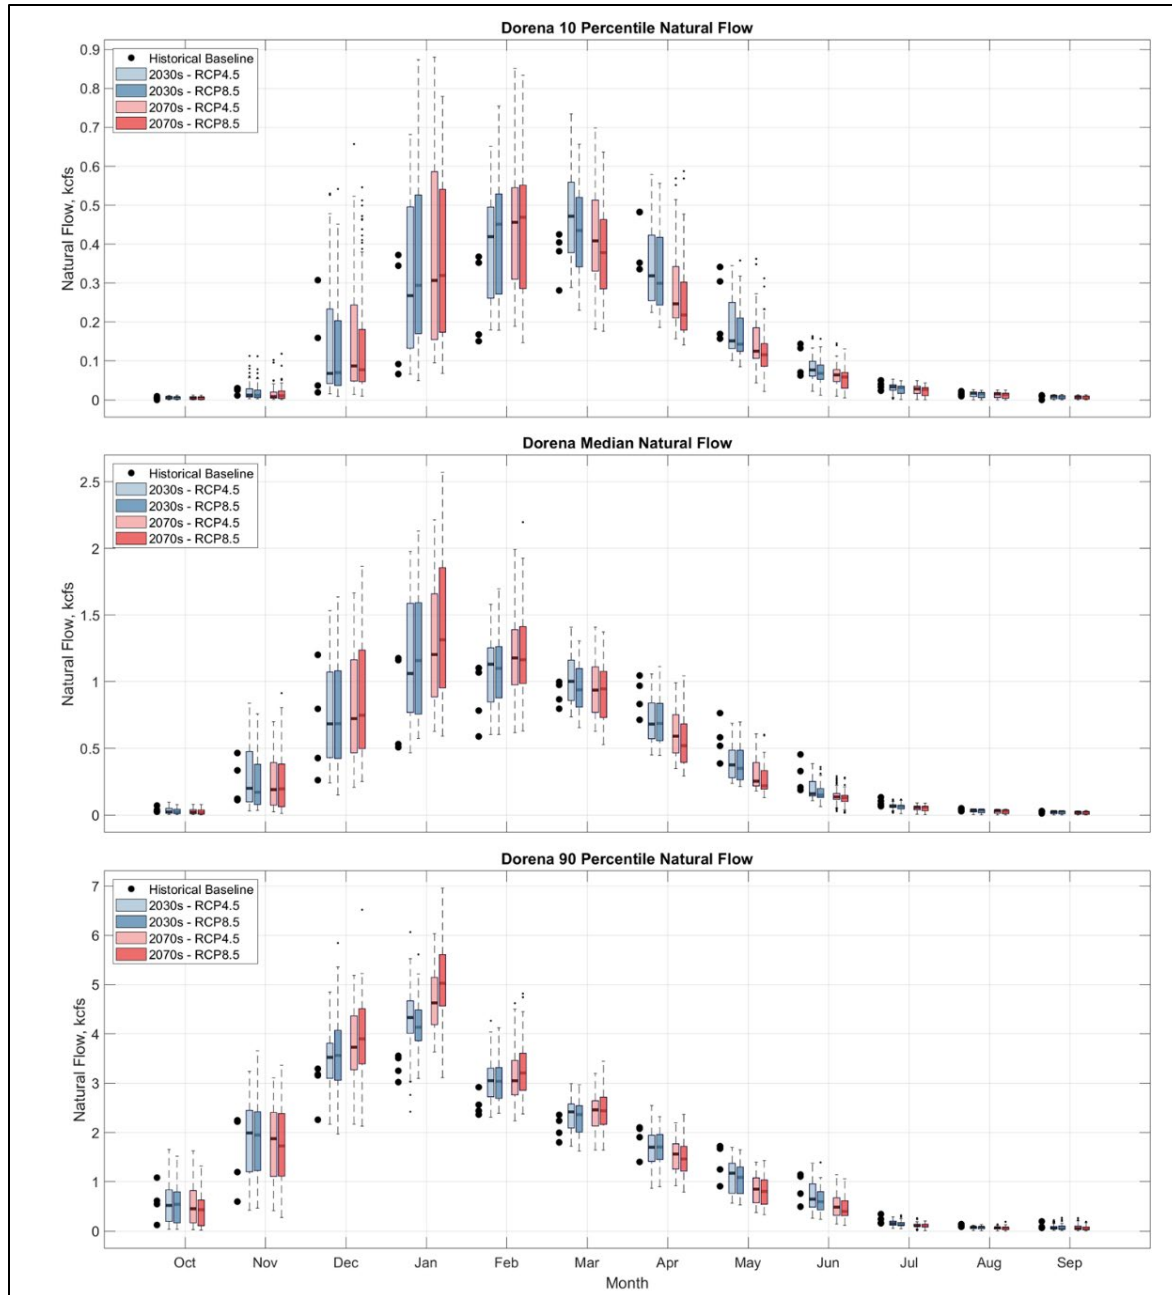 Dorena 10 Percentile Natural Flow
Natural Flow, kcfs
0.9
0.8
0.7
0.6
0.5
0.4
0.3
0.2
0.1
0
Historical Baseline
2030s - RCP4.5
2030s - RCP8.5
2070s - RCP4.5
2070s - RCP8.5
Dorena Median Natural Flow
Natural Flow, kcfs
2.5
2
1.5
1
0.5
0
Historical Baseline
2030s - RCP4.5
2030s - RCP8.5
2070s - RCP4.5
2070s - RCP8.5
Dorena 90 Percentile Natural Flow
Natural Flow, kcfs
7
6
5
4
3
2
1
0
Historical Baseline
2030s - RCP4.5
2030s - RCP8.5
2070s - RCP4.5
2070s - RCP8.5
Oct Nov Dec Jan Feb Mar Apr May Jun Jul Aug Sep
Month